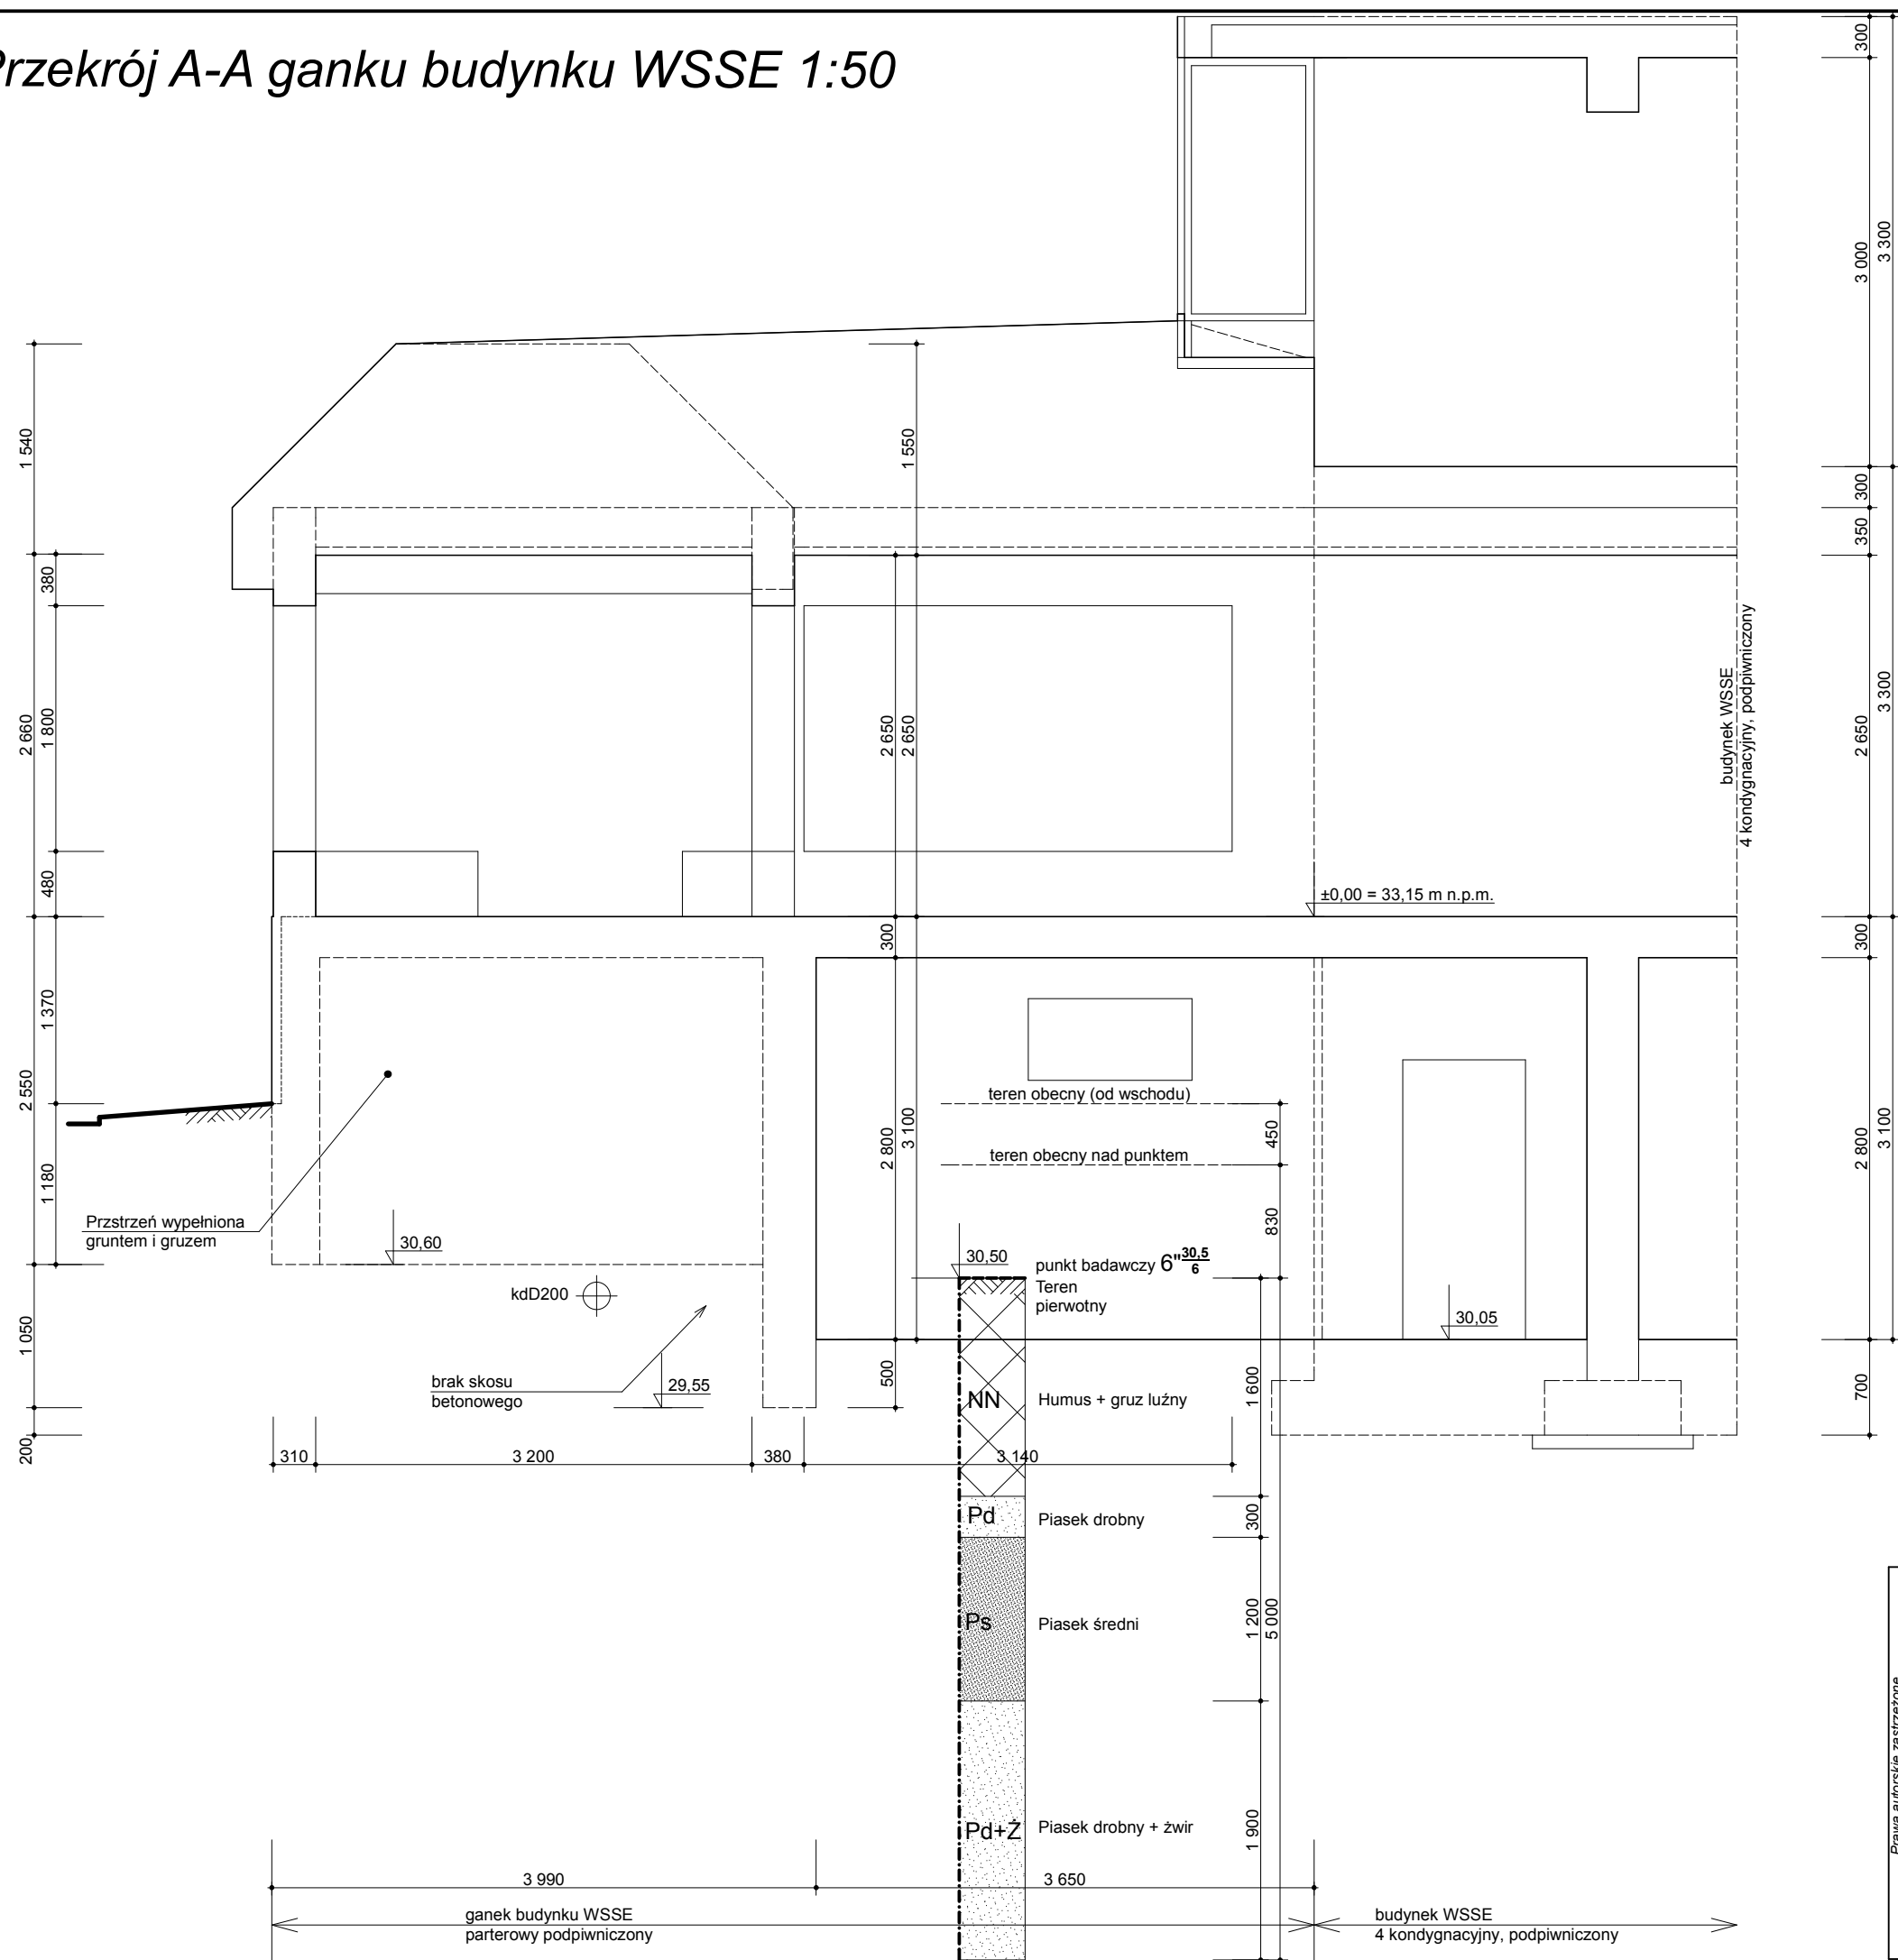 Przekrój A-A ganku budynku WSSE 1:50
300
3 000
3 300
300
350
2 650
3 300
300
2 800
3 100
700
1 540
2 660
2 550
1 050
200
380
1 800
480
1 370
1 180
1 550
2 650
2 650
300
2 800
3 100
500
budynek WSSE
4 kondygnacyjny, podpiwniczony
±0,00 = 33,15 m n.p.m.
teren obecny (od wschodu)
450
teren obecny nad punktem
830
Przstrzeń wypełniona
gruntem i gruzem
30,60
kdD200
brak skosu
betonowego
29,55
30,50
punkt badawczy 6" 30,5
6
Teren
pierwotny
30,05
NN
Humus + gruz luźny
1 600
310
3 200
380
3 140
Pd
Piasek drobny
300
Ps
Piasek średni
1 200
5 000
Pd+Ż
Piasek drobny + żwir
1 900
3 990
3 650
ganek budynku WSSE
parterowy podpiwniczony
budynek WSSE
4 kondygnacyjny, podpiwniczony
Prawa autorskie zastrzeżone